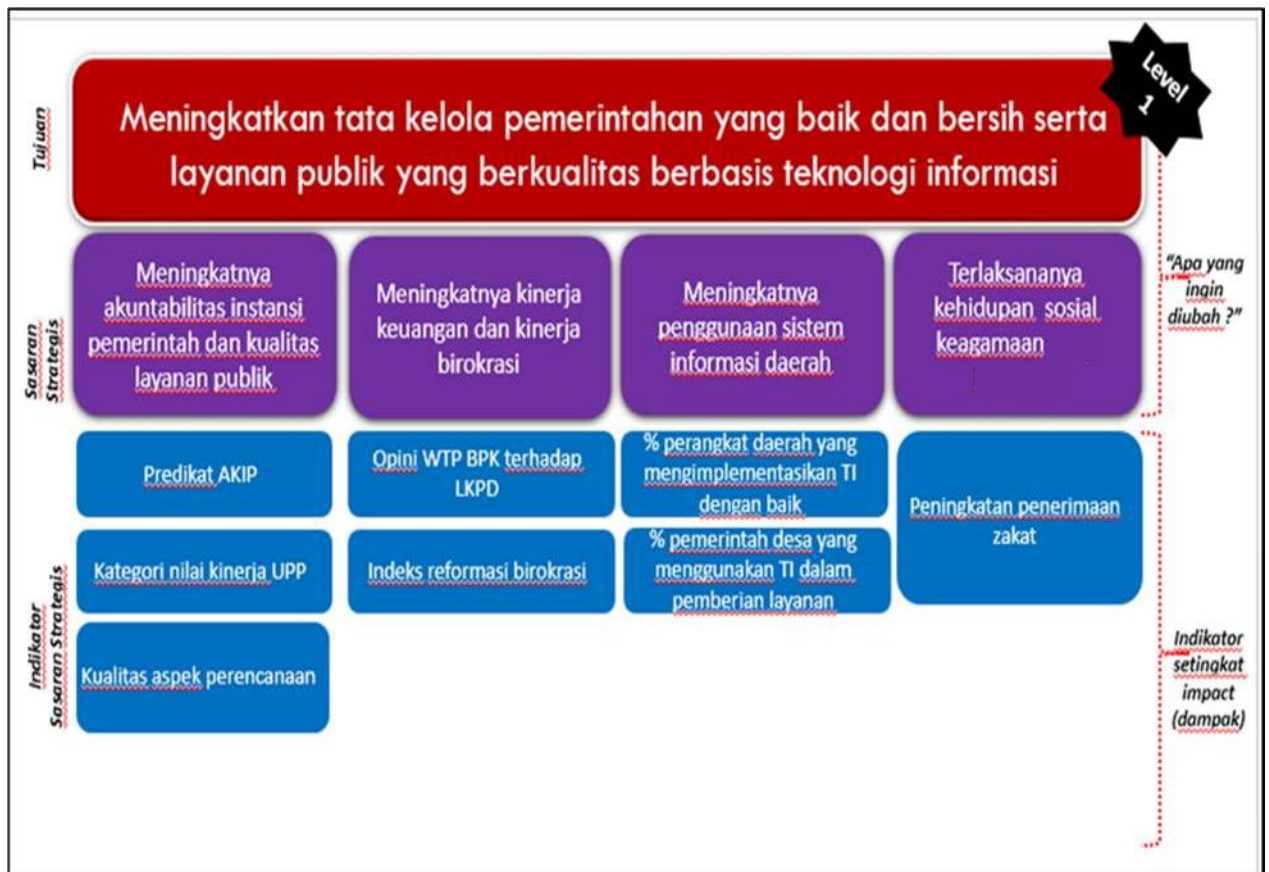 Level
1
Tujuan
Meningkatkan tata kelola pemerintahan yang baik dan bersih serta
layanan publik yang berkualitas berbasis teknologi informasi
Sasaran
Strategis
Meningkatnya
akuntabilitas instansi
pemerintah dan kualitas
layanan publik
Meningkatnya kinerja
keuangan dan kinerja
birokrasi
Meningkatnya
penggunaan sistem
informasi daerah
Terlaksananya
kehidupan sosial
keagamaan
"Apa yang
ingin
diubah ?"
Indikator
Sasaran Strategis
Predikat AKIP
Kategori nilai kinerja UPP
Kualitas aspek perencanaan
Opini WTP BPK terhadap
LKPD
Indeks reformasi birokrasi
% perangkat daerah yang
mengimplementasikan TI
dengan baik
% pemerintah desa yang
menggunakan TI dalam
pemberian layanan
Peningkatan penerimaan
zakat
Indikator
setingkat
impact
(dampak)